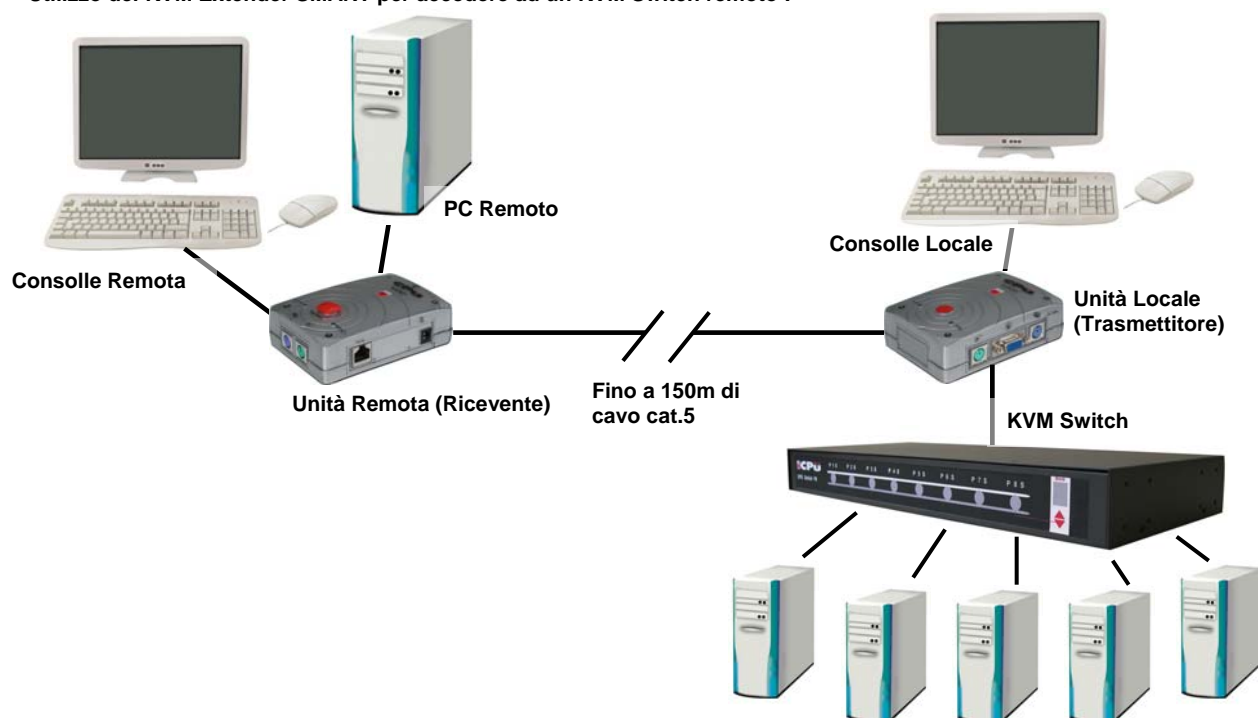 PC Remoto
Consolle Locale
Consolle Remota
Unità Locale
(Trasmettitore)
Unità Remota (Ricevente)
Fino a 150m di
cavo cat.5
KVM Switch
CPU